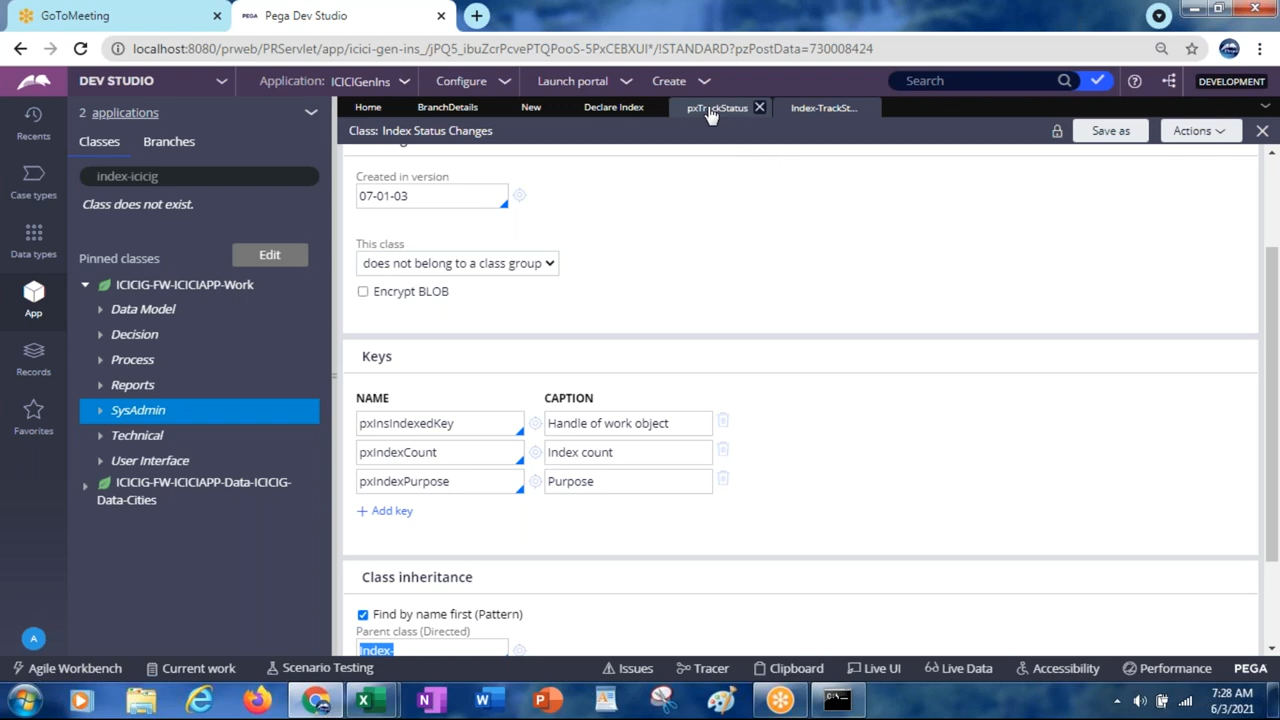 GoToMeeting
PEGA Pega Dev Studio
localhost:8080/prweb/PRServlet/app/icici-gen-ins_/jPQ5_ibuZcrPcvePTQPooS-5PxCEBXUI*/!STANDARD?pzPostData=730008424
DEV STUDIO
Application: ICICIGenIns
Configure
Launch portal
Create
Search
DEVELOPMENT
Recents
Case types
Data types
App
Records
Favorites
A
2 applications
Classes
Branches
index-icicig
Class does not exist.
Pinned classes
Edit
ICICIG-FW-ICICIAPP-Work
Data Model
Decision
Process
Reports
SysAdmin
Technical
User Interface
ICICIG-FW-ICICIAPP-Data-ICICIG-
Data-Cities
Home
BranchDetails
New
Declare Index
pxTrackStatus
Index-TrackSt...
Class: Index Status Changes
Save as
Actions
Created in version
07-01-03
This class
does not belong to a class group
Encrypt BLOB
Keys
NAME CAPTION
pxInsIndexedKey Handle of work object
pxIndexCount Index count
pxIndexPurpose Purpose
+ Add key
Class inheritance
Find by name first (Pattern)
Parent class (Directed)
Index-
Agile Workbench
Current work
Scenario Testing
Issues
Tracer
Clipboard
Live UI
Live Data
Accessibility
Performance
PEGA
7:28 AM
6/3/2021